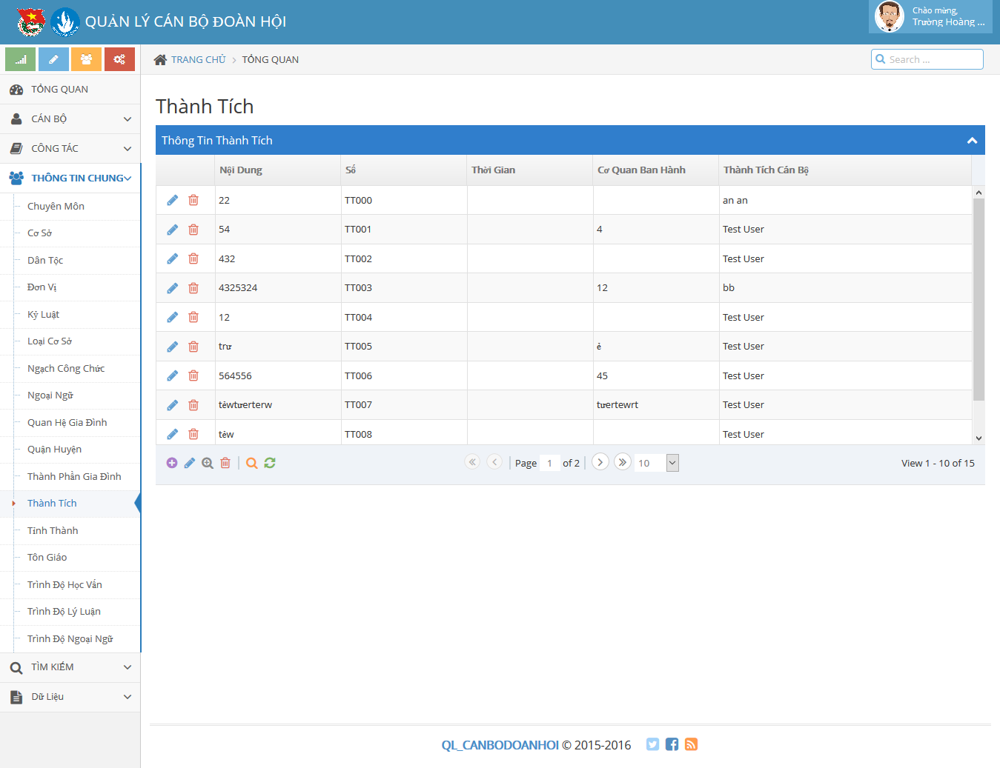 QUẢN LÝ CÁN BỘ ĐOÀN HỘI
Chào mừng,
Trường Hoàng ...
TRANG CHỦ > TỔNG QUAN
Search ...
TỔNG QUAN
CÁN BỘ
CÔNG TÁC
THÔNG TIN CHUNG
Chuyên Môn
Cơ Sở
Dân Tộc
Đơn Vị
Kỷ Luật
Loại Cơ Sở
Ngạch Công Chức
Ngoại Ngữ
Quan Hệ Gia Đình
Quận Huyện
Thành Phần Gia Đình
Thành Tích
Tỉnh Thành
Tôn Giáo
Trình Độ Học Vấn
Trình Độ Lý Luận
Trình Độ Ngoại Ngữ
TÌM KIẾM
Dữ Liệu
Thành Tích
Thông Tin Thành Tích
Nội Dung Số Thời Gian Cơ Quan Ban Hành Thành Tích Cán Bộ
22 TT000 an an
54 TT001 4 Test User
432 TT002 Test User
4325324 TT003 12 bb
12 TT004 Test User
trư TT005 ẻ Test User
564556 TT006 45 Test User
tẻwtưerterw TT007 tưertewrt Test User
tẻw TT008 Test User
Page 1 of 2 10 View 1 - 10 of 15
QL_CANBODOANHOI © 2015-2016